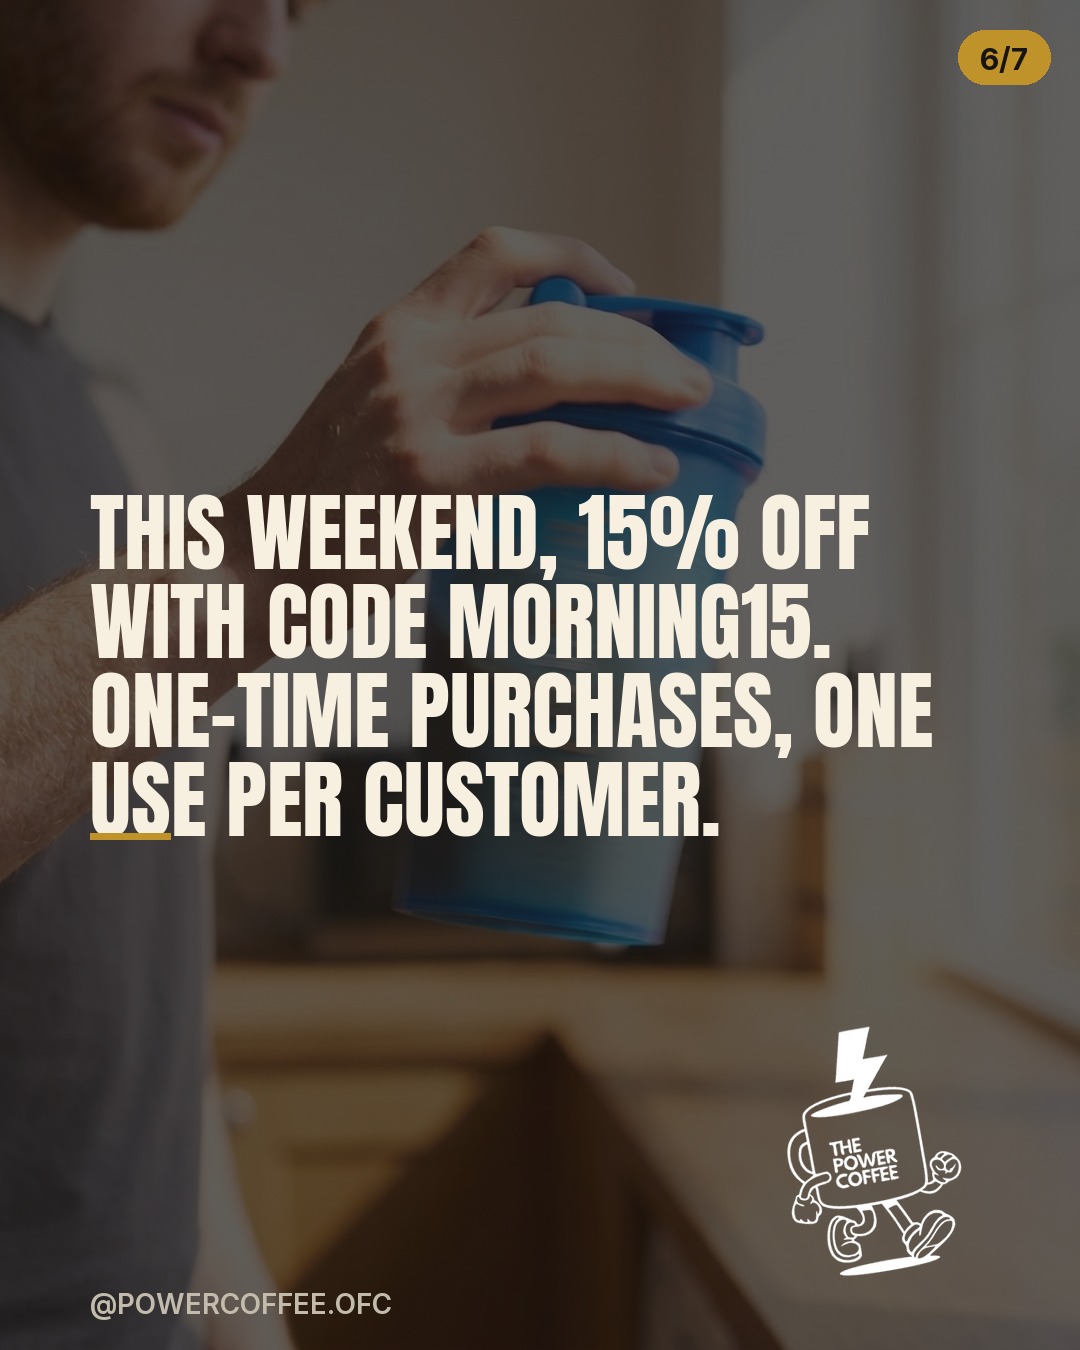 6/7
THIS WEEKEND, 15% OFF
WITH CODE MORNING15.
ONE-TIME PURCHASES, ONE
USE PER CUSTOMER.
THE
POWER
COFFEE
@POWERCOFFEE.OFC